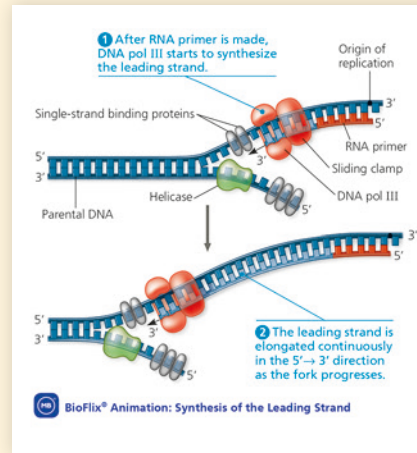 1 After RNA primer is made,
DNA pol III starts to synthesize
the leading strand.
Origin of
replication
Single-strand binding proteins
3′
5′
RNA primer
3′
Sliding clamp
5′
3′
Helicase
DNA pol III
5′
Parental DNA
3′
5′
5′
3′
3′
5′
2 The leading strand is
elongated continuously
in the 5′→ 3′ direction
as the fork progresses.
MB BioFlix® Animation: Synthesis of the Leading Strand